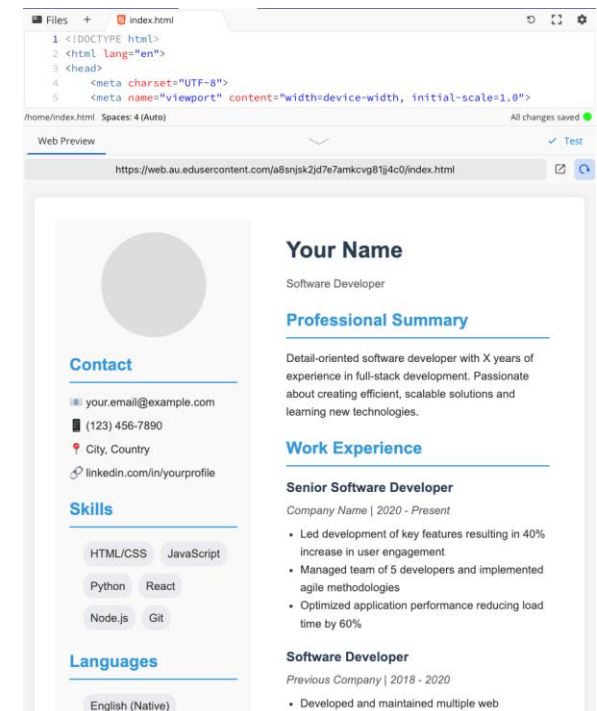 Files + index.html
1 <!DOCTYPE html>
2 <html lang="en">
3 <head>
4 <meta charset="UTF-8">
5 <meta name="viewport" content="width=device-width, initial-scale=1.0">
/home/index.html Spaces: 4 (Auto) All changes saved
Web Preview Test
https://web.au.edusercontent.com/a8snjsk2jd7e7amkcvg81jj4c0/index.html
Contact
your.email@example.com
(123) 456-7890
City, Country
linkedin.com/in/yourprofile
Skills
HTML/CSS JavaScript
Python React
Node.js Git
Languages
English (Native)
Your Name
Software Developer
Professional Summary
Detail-oriented software developer with X years of
experience in full-stack development. Passionate
about creating efficient, scalable solutions and
learning new technologies.
Work Experience
Senior Software Developer
Company Name | 2020 - Present
• Led development of key features resulting in 40%
increase in user engagement
• Managed team of 5 developers and implemented
agile methodologies
• Optimized application performance reducing load
time by 60%
Software Developer
Previous Company | 2018 - 2020
• Developed and maintained multiple web